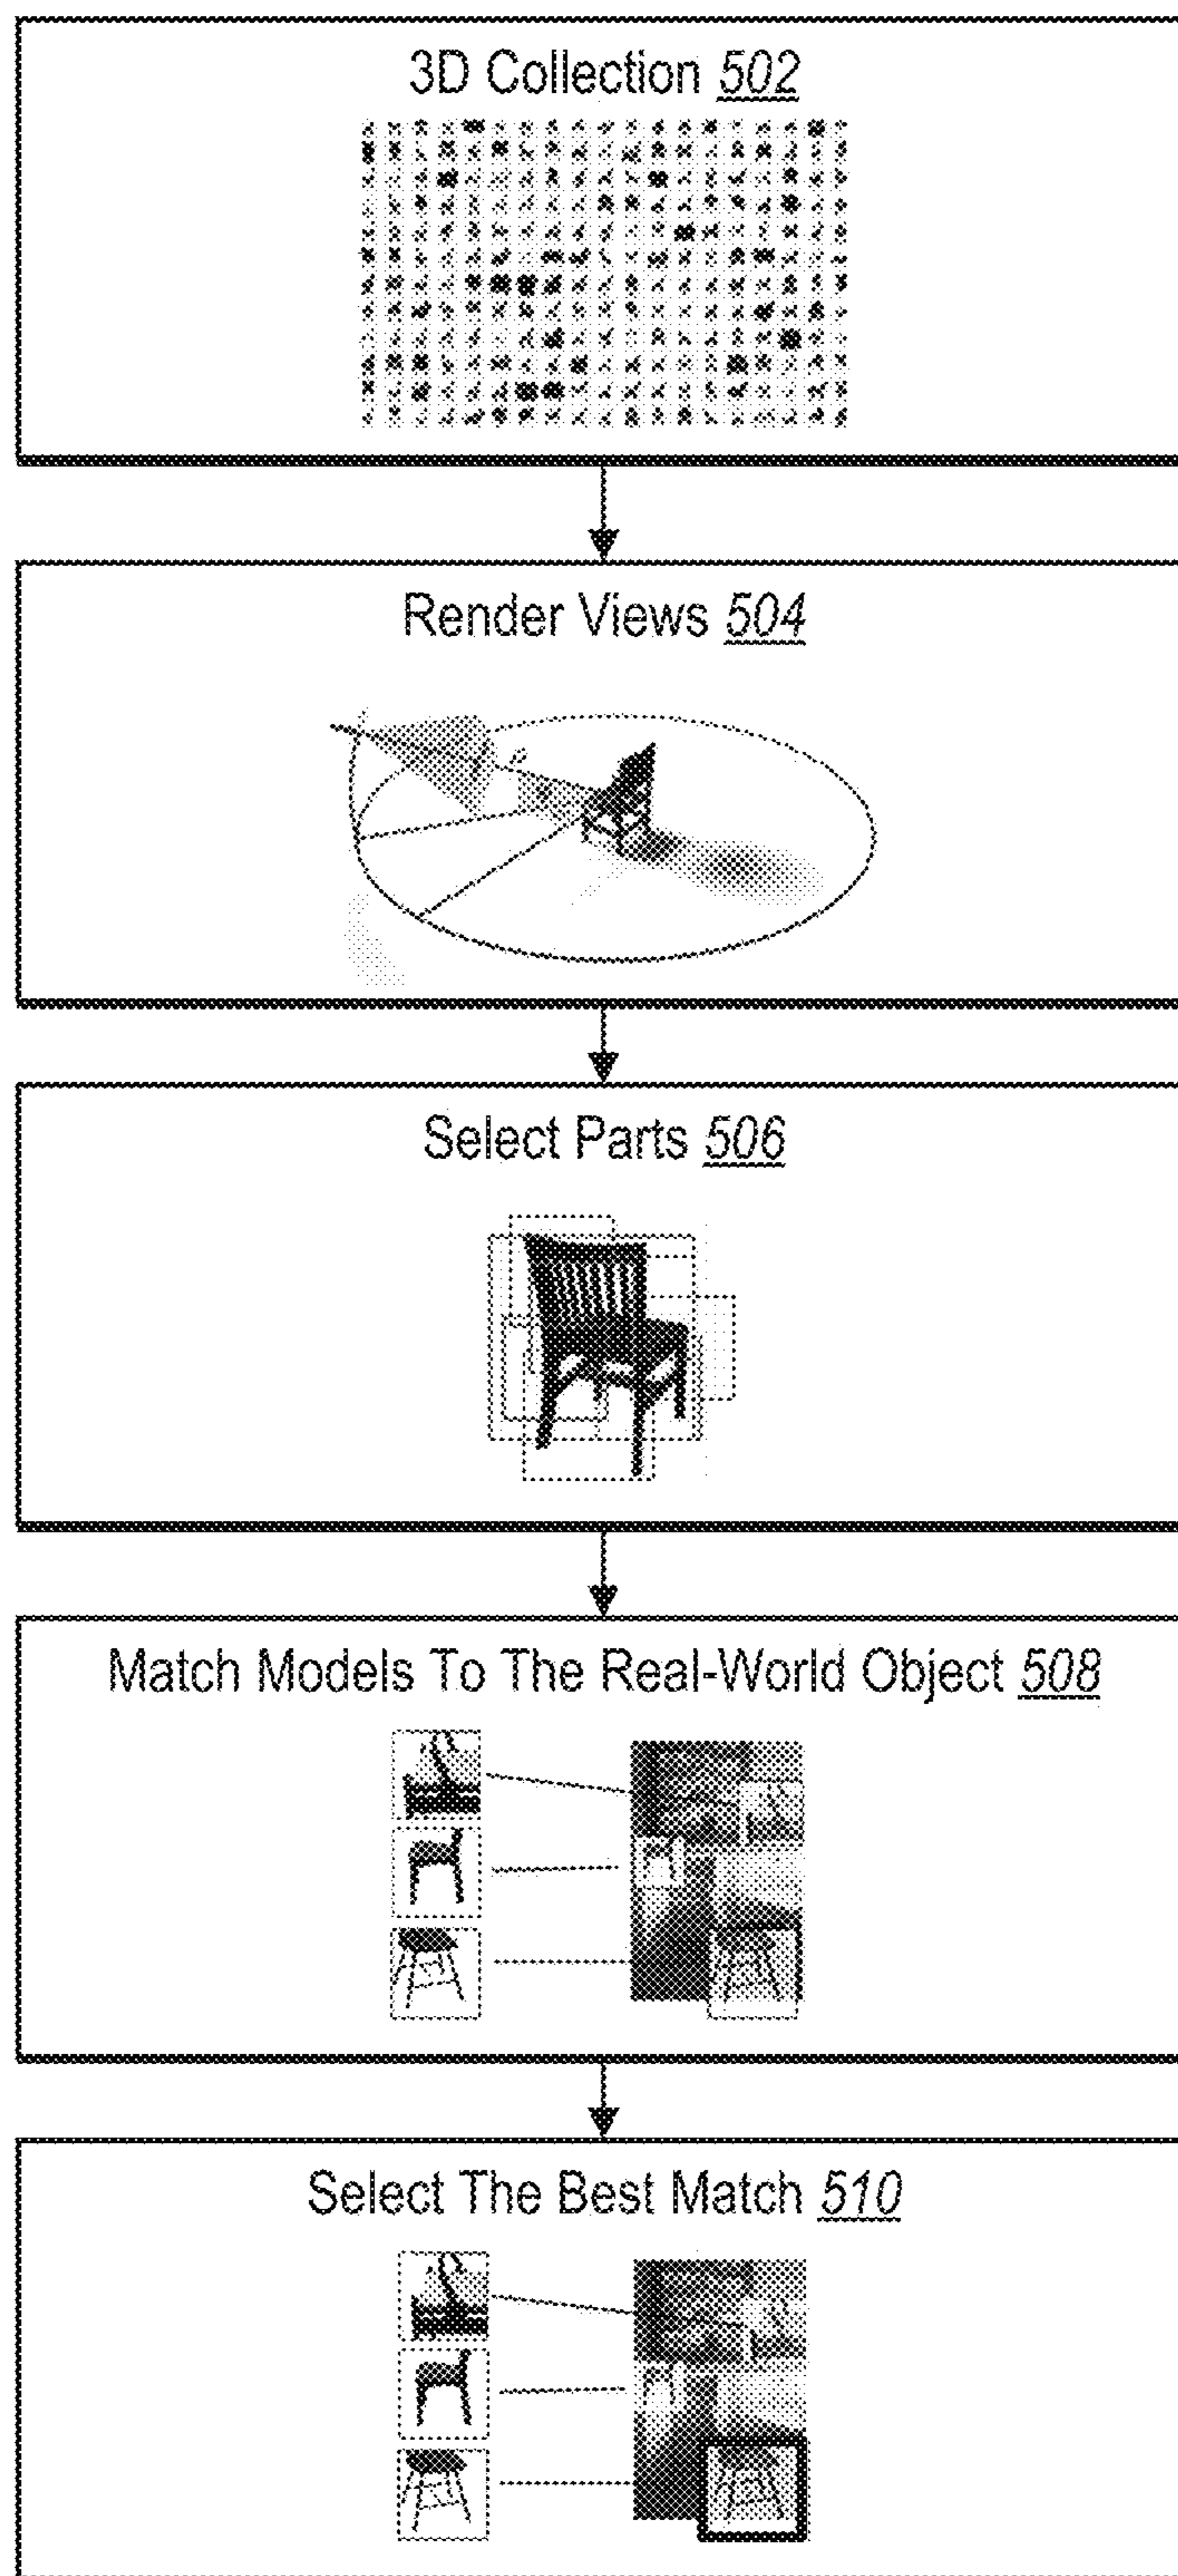 3D Collection 502
Render Views 504
Select Parts 506
Match Models To The Real-World Object 508
Select The Best Match 510